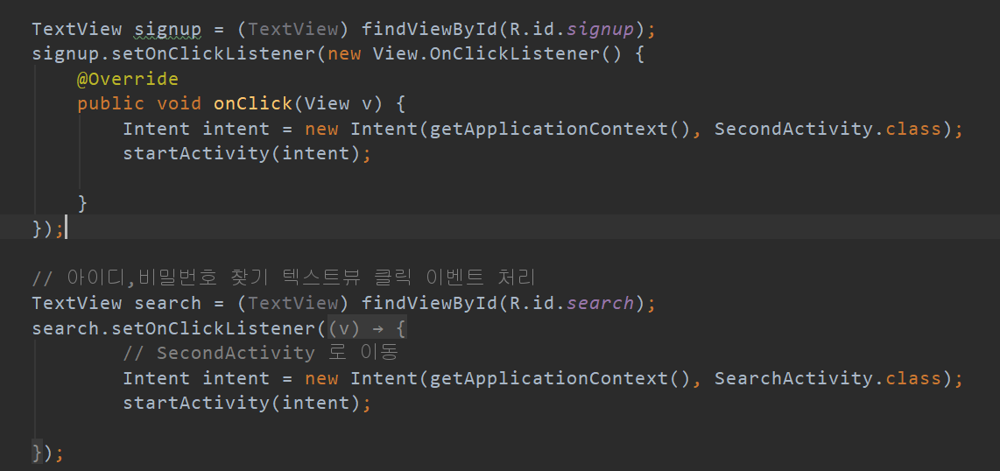 TextView signup = (TextView) findViewById(R.id.signup);
signup.setOnClickListener(new View.OnClickListener() {
@Override
public void onClick(View v) {
Intent intent = new Intent(getApplicationContext(), SecondActivity.class);
startActivity(intent);
}
});
// 아이디,비밀번호 찾기 텍스트뷰 클릭 이벤트 처리
TextView search = (TextView) findViewById(R.id.search);
search.setOnClickListener((v) → {
// SecondActivity 로 이동
Intent intent = new Intent(getApplicationContext(), SearchActivity.class);
startActivity(intent);
});